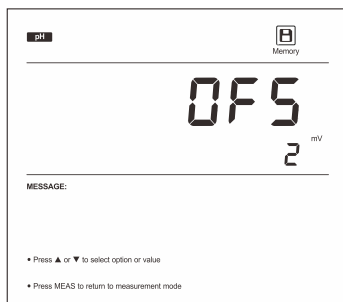 pH
Memory
OFS
mV
2
MESSAGE:
• Press ▲ or ▼ to select option or value
• Press MEAS to return to measurement mode